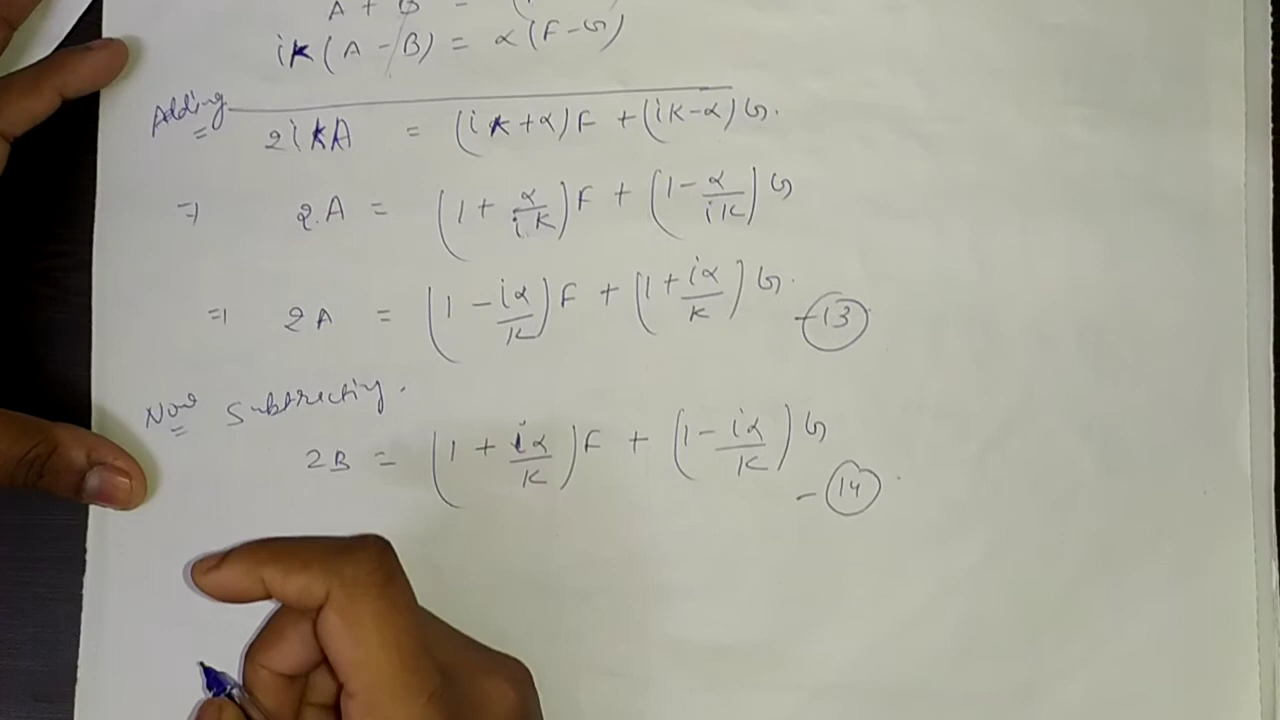 A + B =
ik(A - B) = α(F - G)
Adding
2ikA = (ik + α)F + (ik - α)G.
⇒ 2A = (1 + α/ik)F + (1 - α/ik)G
⇒ 2A = (1 - iα/k)F + (1 + iα/k)G. - 13
Now Subtracting.
2B = (1 + iα/k)F + (1 - iα/k)G - 14